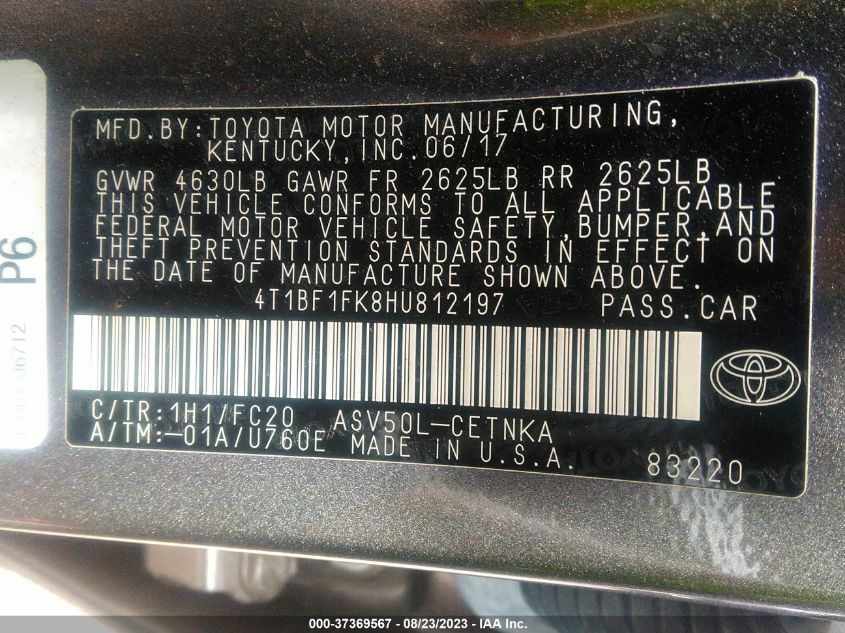 MFD. BY: TOYOTA MOTOR MANUFACTURING,
KENTUCKY, INC. 06/17
GVWR 4630LB GAWR FR 2625LB RR 2625LB
THIS VEHICLE CONFORMS TO ALL APPLICABLE
FEDERAL MOTOR VEHICLE SAFETY, BUMPER, AND
THEFT PREVENTION STANDARDS IN EFFECT ON
THE DATE OF MANUFACTURE SHOWN ABOVE.
4T1BF1FK8HU812197 PASS. CAR
C/TR: 1H1/FC20 ASV50L-CETNKA
A/TM: -01A/U760E MADE IN U.S.A. 83220
P6
000-37369567 - 08/23/2023 - IAA Inc.